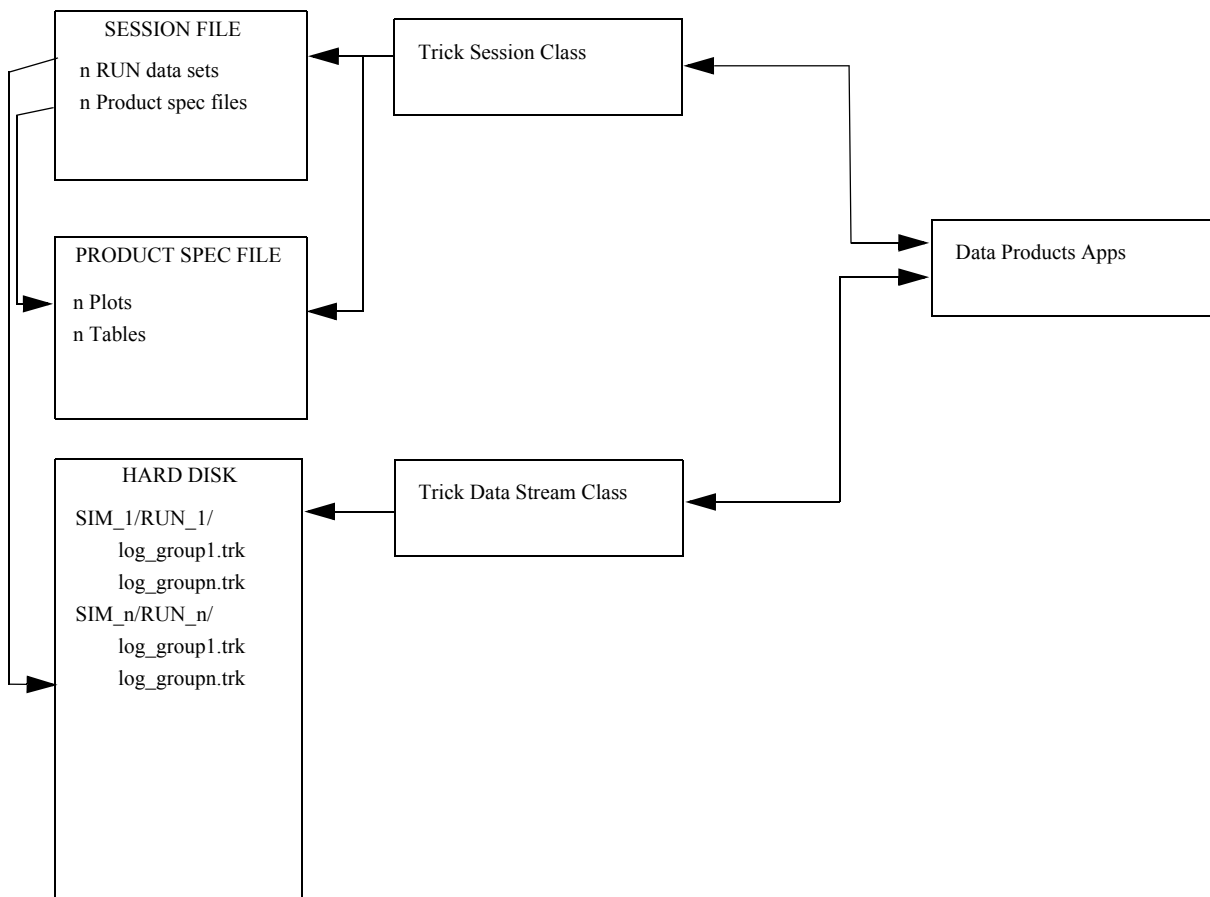 SESSION FILE
n RUN data sets
n Product spec files
Trick Session Class
PRODUCT SPEC FILE
n Plots
n Tables
Data Products Apps
HARD DISK
SIM_1/RUN_1/
log_group1.trk
log_groupn.trk
SIM_n/RUN_n/
log_group1.trk
log_groupn.trk
Trick Data Stream Class